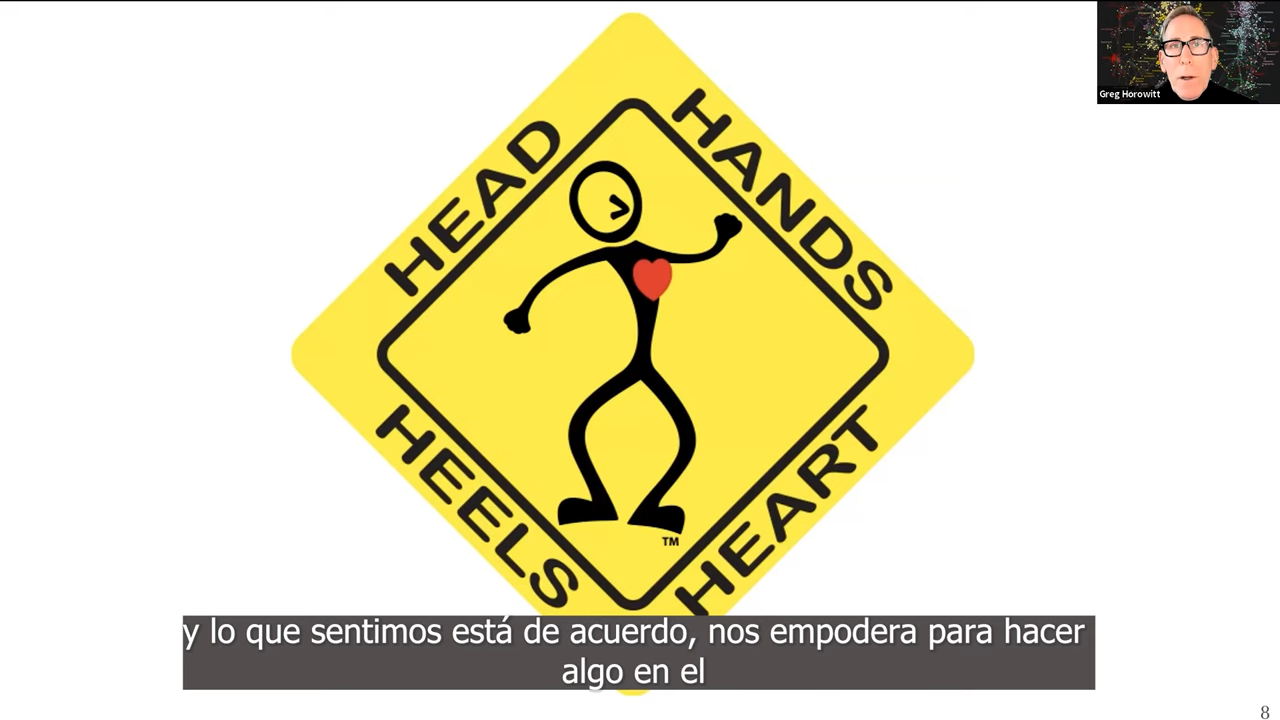 Greg Horowitt
HEAD
HANDS
HEELS
HEART
TM
y lo que sentimos está de acuerdo, nos empodera para hacer
algo en el
8